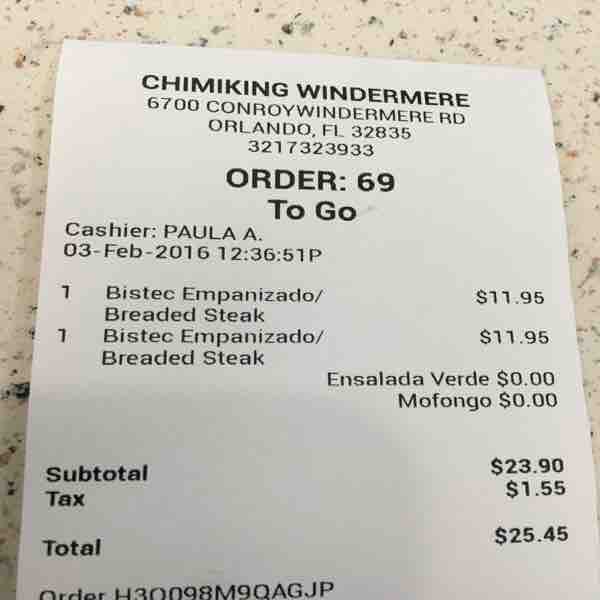 CHIMIKING WINDERMERE
6700 CONROYWINDERMERE RD
ORLANDO, FL 32835
3217323933
ORDER: 69
To Go
Cashier: PAULA A.
03-Feb-2016 12:36:51P
1 Bistec Empanizado/ $11.95
Breaded Steak
1 Bistec Empanizado/ $11.95
Breaded Steak
Ensalada Verde $0.00
Mofongo $0.00
Subtotal $23.90
Tax $1.55
Total $25.45
Order H3Q098M9QAGJP